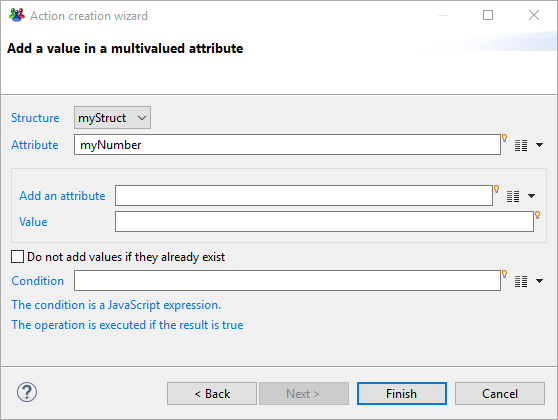 Action creation wizard
Add a value in a multivalued attribute
Structure myStruct
Attribute myNumber
Add an attribute
Value
Do not add values if they already exist
Condition
The condition is a JavaScript expression.
The operation is executed if the result is true
? < Back Next > Finish Cancel